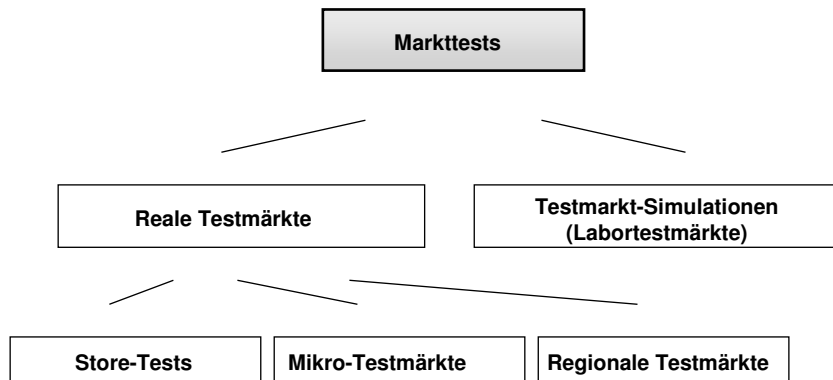 Markttests
Reale Testmärkte
Testmarkt-Simulationen
(Labortestmärkte)
Store-Tests
Mikro-Testmärkte
Regionale Testmärkte